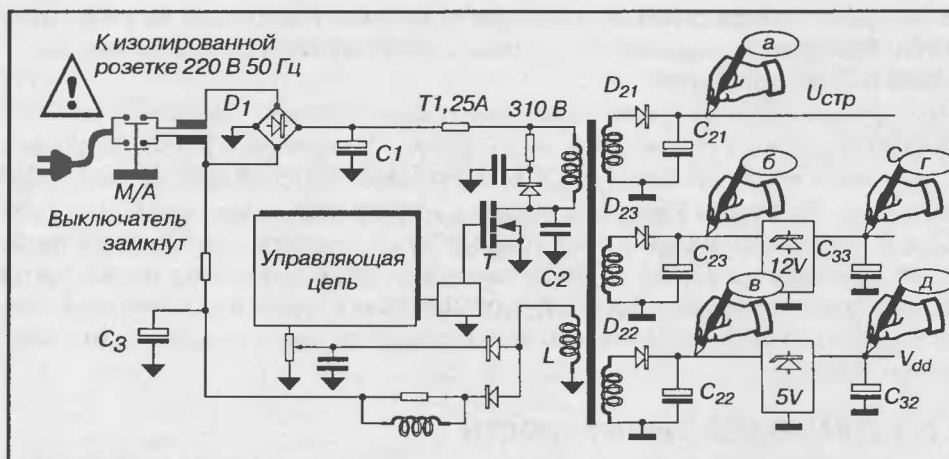 К изолированной
розетке 220 В 50 Гц
D1
T1,25A
310 В
C1
M/A
Выключатель
замкнут
Управляющая
цепь
T
C2
L
C3
D21
а
Uстр
C21
б
D23
C23
12V
C33
г
в
D22
C22
5V
д
Vdd
C32